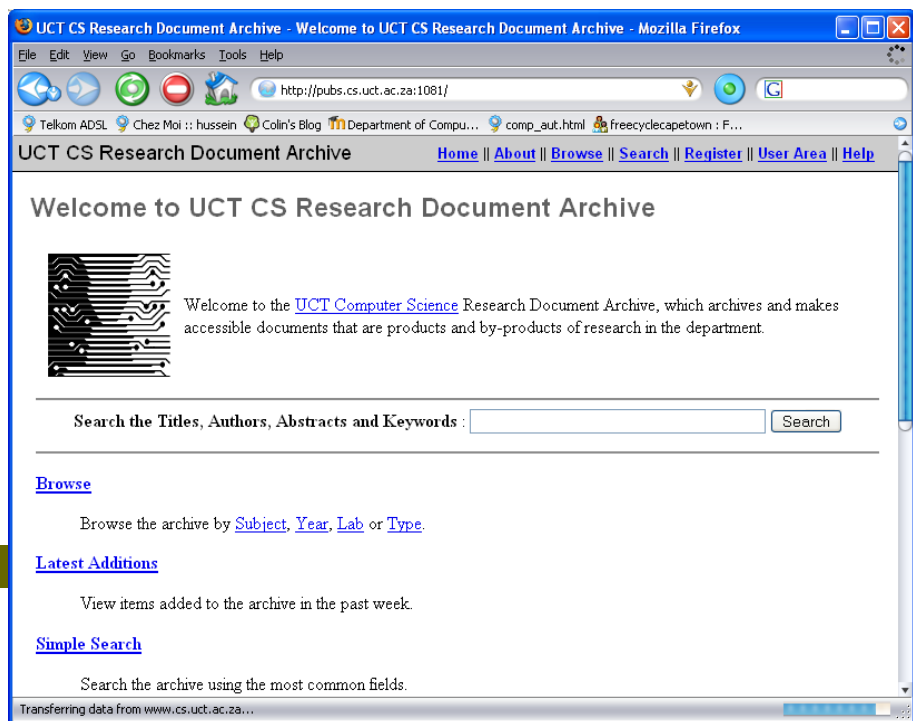 UCT CS Research Document Archive - Welcome to UCT CS Research Document Archive - Mozilla Firefox
File Edit View Go Bookmarks Tools Help
http://pubs.cs.uct.ac.za:1081/ G
Telkom ADSL Chez Moi :: hussein Colin's Blog Department of Compu... comp_aut.html freecyclecapetown : F...
UCT CS Research Document Archive Home || About || Browse || Search || Register || User Area || Help
Welcome to UCT CS Research Document Archive
Welcome to the UCT Computer Science Research Document Archive, which archives and makes
accessible documents that are products and by-products of research in the department.
Search the Titles, Authors, Abstracts and Keywords : Search
Browse
Browse the archive by Subject, Year, Lab or Type.
Latest Additions
View items added to the archive in the past week.
Simple Search
Search the archive using the most common fields.
Transferring data from www.cs.uct.ac.za...